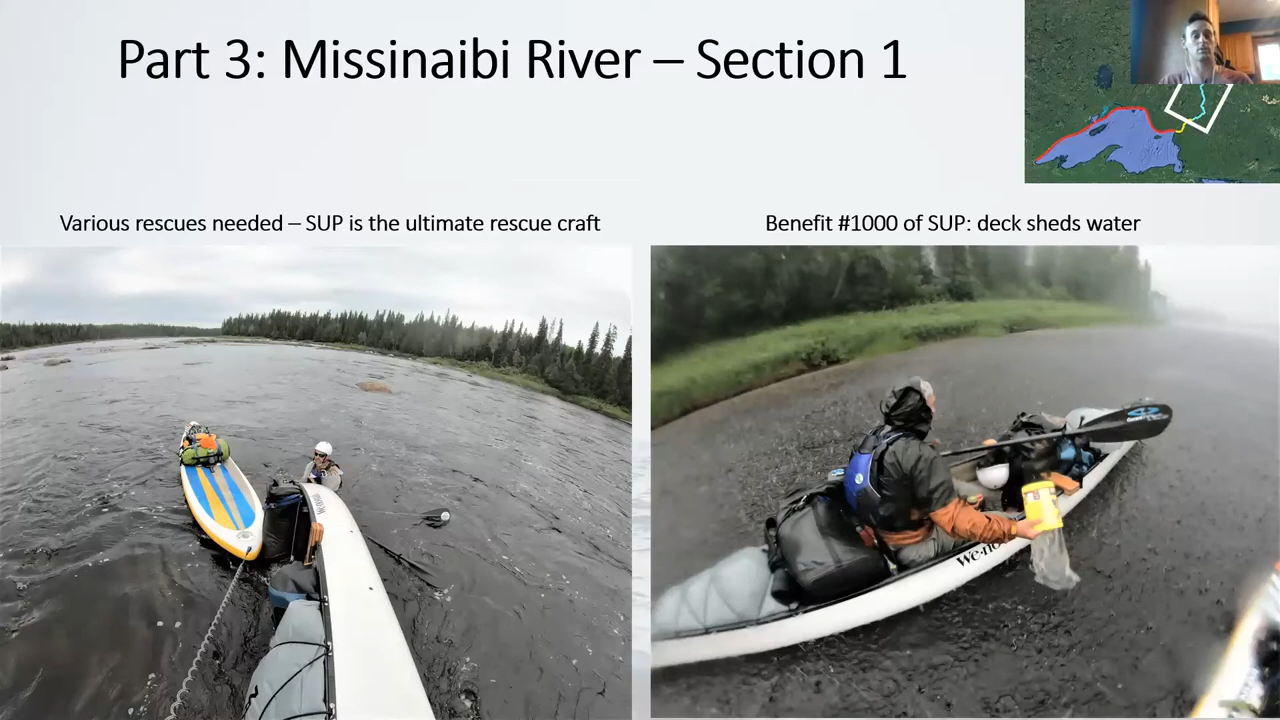 Part 3: Missinaibi River – Section 1
Various rescues needed – SUP is the ultimate rescue craft
Benefit #1000 of SUP: deck sheds water